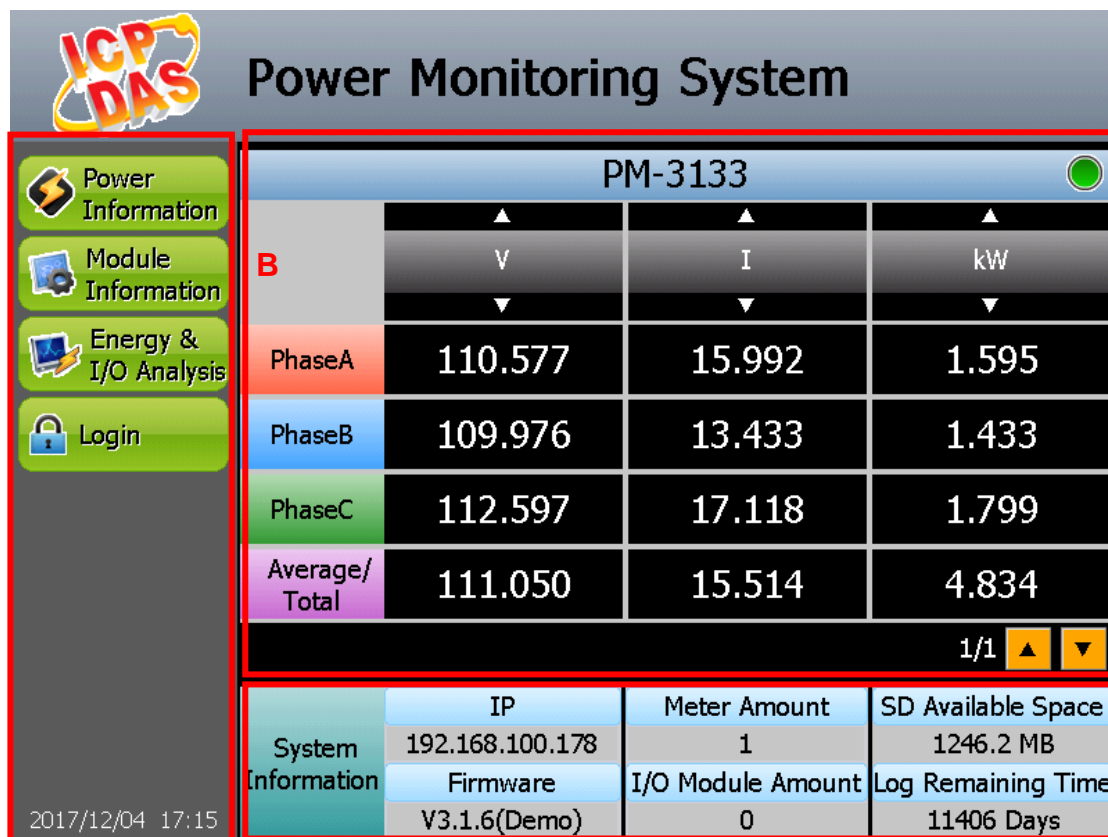 ICP
DAS
Power Monitoring System
Power
Information
Module
Information
Energy &
I/O Analysis
Login
2017/12/04 17:15
PM-3133
B
V I kW
PhaseA 110.577 15.992 1.595
PhaseB 109.976 13.433 1.433
PhaseC 112.597 17.118 1.799
Average/
Total
111.050 15.514 4.834
1/1
System
Information
IP Meter Amount SD Available Space
192.168.100.178 1 1246.2 MB
Firmware I/O Module Amount Log Remaining Time
V3.1.6(Demo) 0 11406 Days